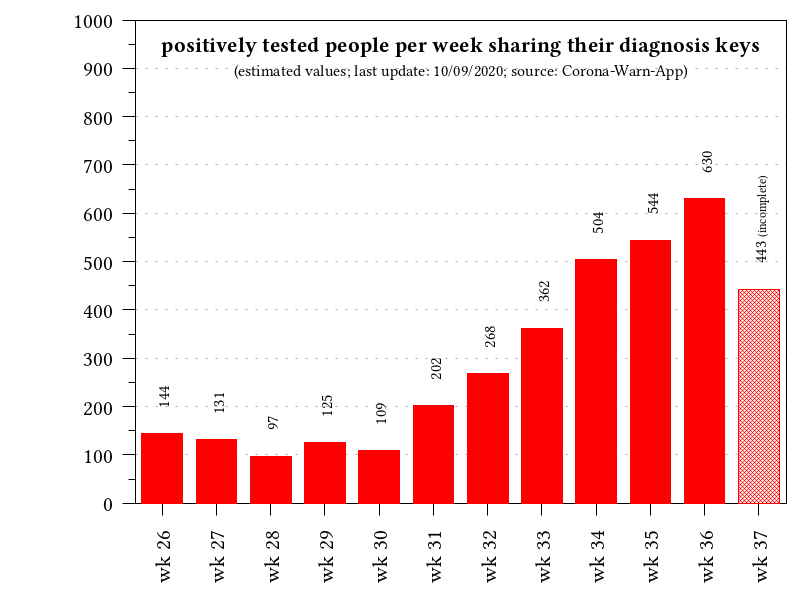 positively tested people per week sharing their diagnosis keys
(estimated values; last update: 10/09/2020; source: Corona-Warn-App)
1000
900
800
700
600
500
400
300
200
100
0
144
131
97
125
109
202
268
362
504
544
630
443 (incomplete)
wk 26
wk 27
wk 28
wk 29
wk 30
wk 31
wk 32
wk 33
wk 34
wk 35
wk 36
wk 37